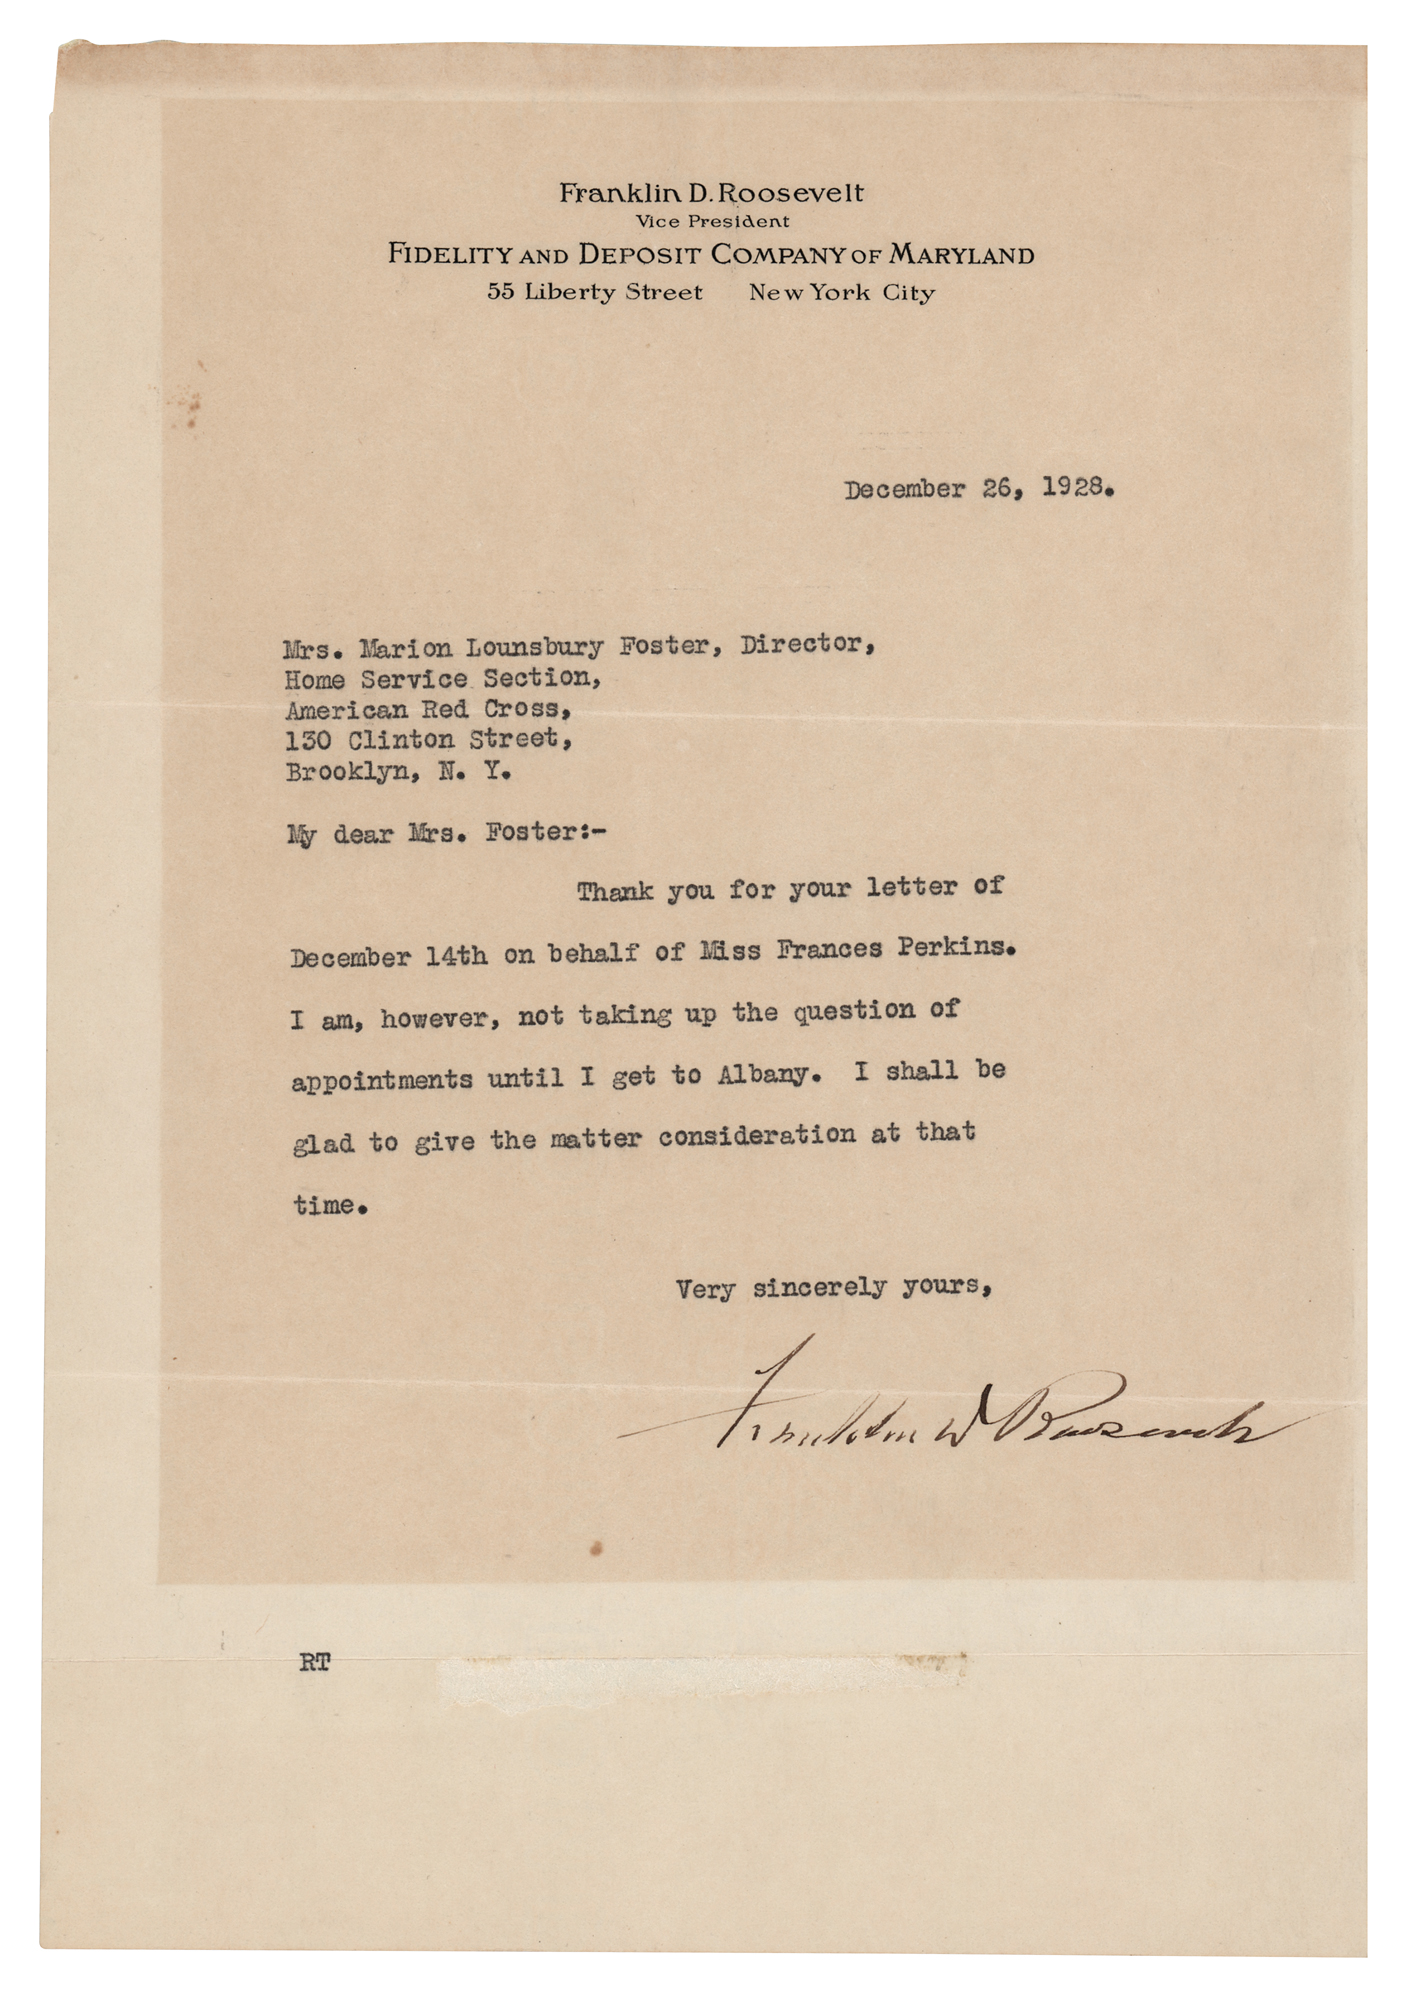 Franklin D. Roosevelt
Vice President
FIDELITY AND DEPOSIT COMPANY OF MARYLAND
55 Liberty Street New York City
December 26, 1928.
Mrs. Marion Lounsbury Foster, Director,
Home Service Section,
American Red Cross,
130 Clinton Street,
Brooklyn, N. Y.
My dear Mrs. Foster:-
Thank you for your letter of
December 14th on behalf of Miss Frances Perkins.
I am, however, not taking up the question of
appointments until I get to Albany. I shall be
glad to give the matter consideration at that
time.
Very sincerely yours,
Franklin D Roosevelt
RT